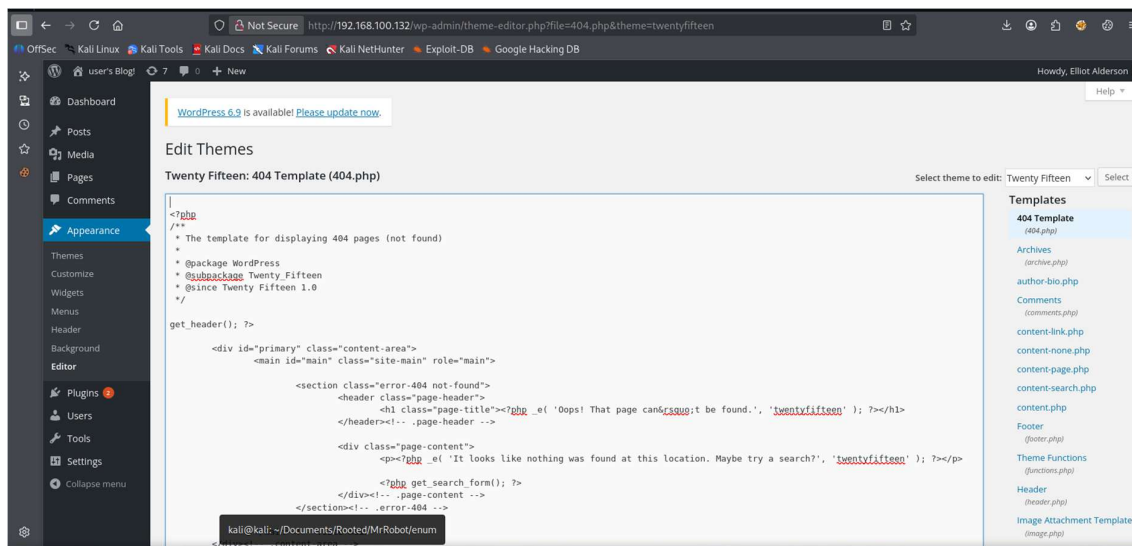 Not Secure http://192.168.100.132/wp-admin/theme-editor.php?file=404.php&theme=twentyfifteen
OffSec Kali Linux Kali Tools Kali Docs Kali Forums Kali NetHunter Exploit-DB Google Hacking DB
user's Blog! 7 0 + New Howdy, Elliot Alderson
Help
Dashboard
Posts
Media
Pages
Comments
Appearance
Themes
Customize
Widgets
Menus
Header
Background
Editor
Plugins 2
Users
Tools
Settings
Collapse menu
WordPress 6.9 is available! Please update now.
Edit Themes
Twenty Fifteen: 404 Template (404.php)
Select theme to edit: Twenty Fifteen Select
<?php
/**
* The template for displaying 404 pages (not found)
*
* @package WordPress
* @subpackage Twenty_Fifteen
* @since Twenty Fifteen 1.0
*/
get_header(); ?>
<div id="primary" class="content-area">
<main id="main" class="site-main" role="main">
<section class="error-404 not-found">
<header class="page-header">
<h1 class="page-title"><?php _e( 'Oops! That page can&rsquo;t be found.', 'twentyfifteen' ); ?></h1>
</header><!-- .page-header -->
<div class="page-content">
<p><?php _e( 'It looks like nothing was found at this location. Maybe try a search?', 'twentyfifteen' ); ?></p>
<?php get_search_form(); ?>
</div><!-- .page-content -->
</section><!-- .error-404 -->
kali@kali: ~/Documents/Rooted/MrRobot/enum
Templates
404 Template
(404.php)
Archives
(archive.php)
author-bio.php
Comments
(comments.php)
content-link.php
content-none.php
content-page.php
content-search.php
content.php
Footer
(footer.php)
Theme Functions
(functions.php)
Header
(header.php)
Image Attachment Template
(image.php)